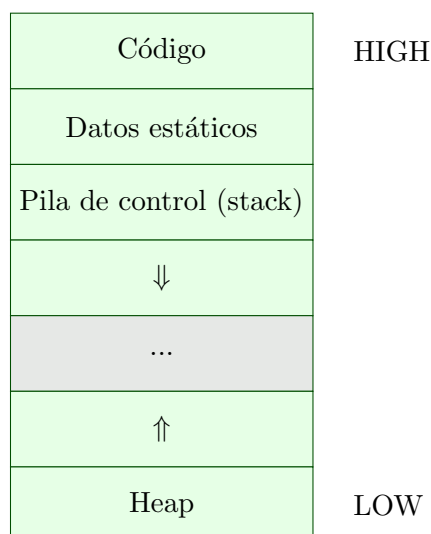 Código HIGH
Datos estáticos
Pila de control (stack)
⇓
...
⇑
Heap LOW